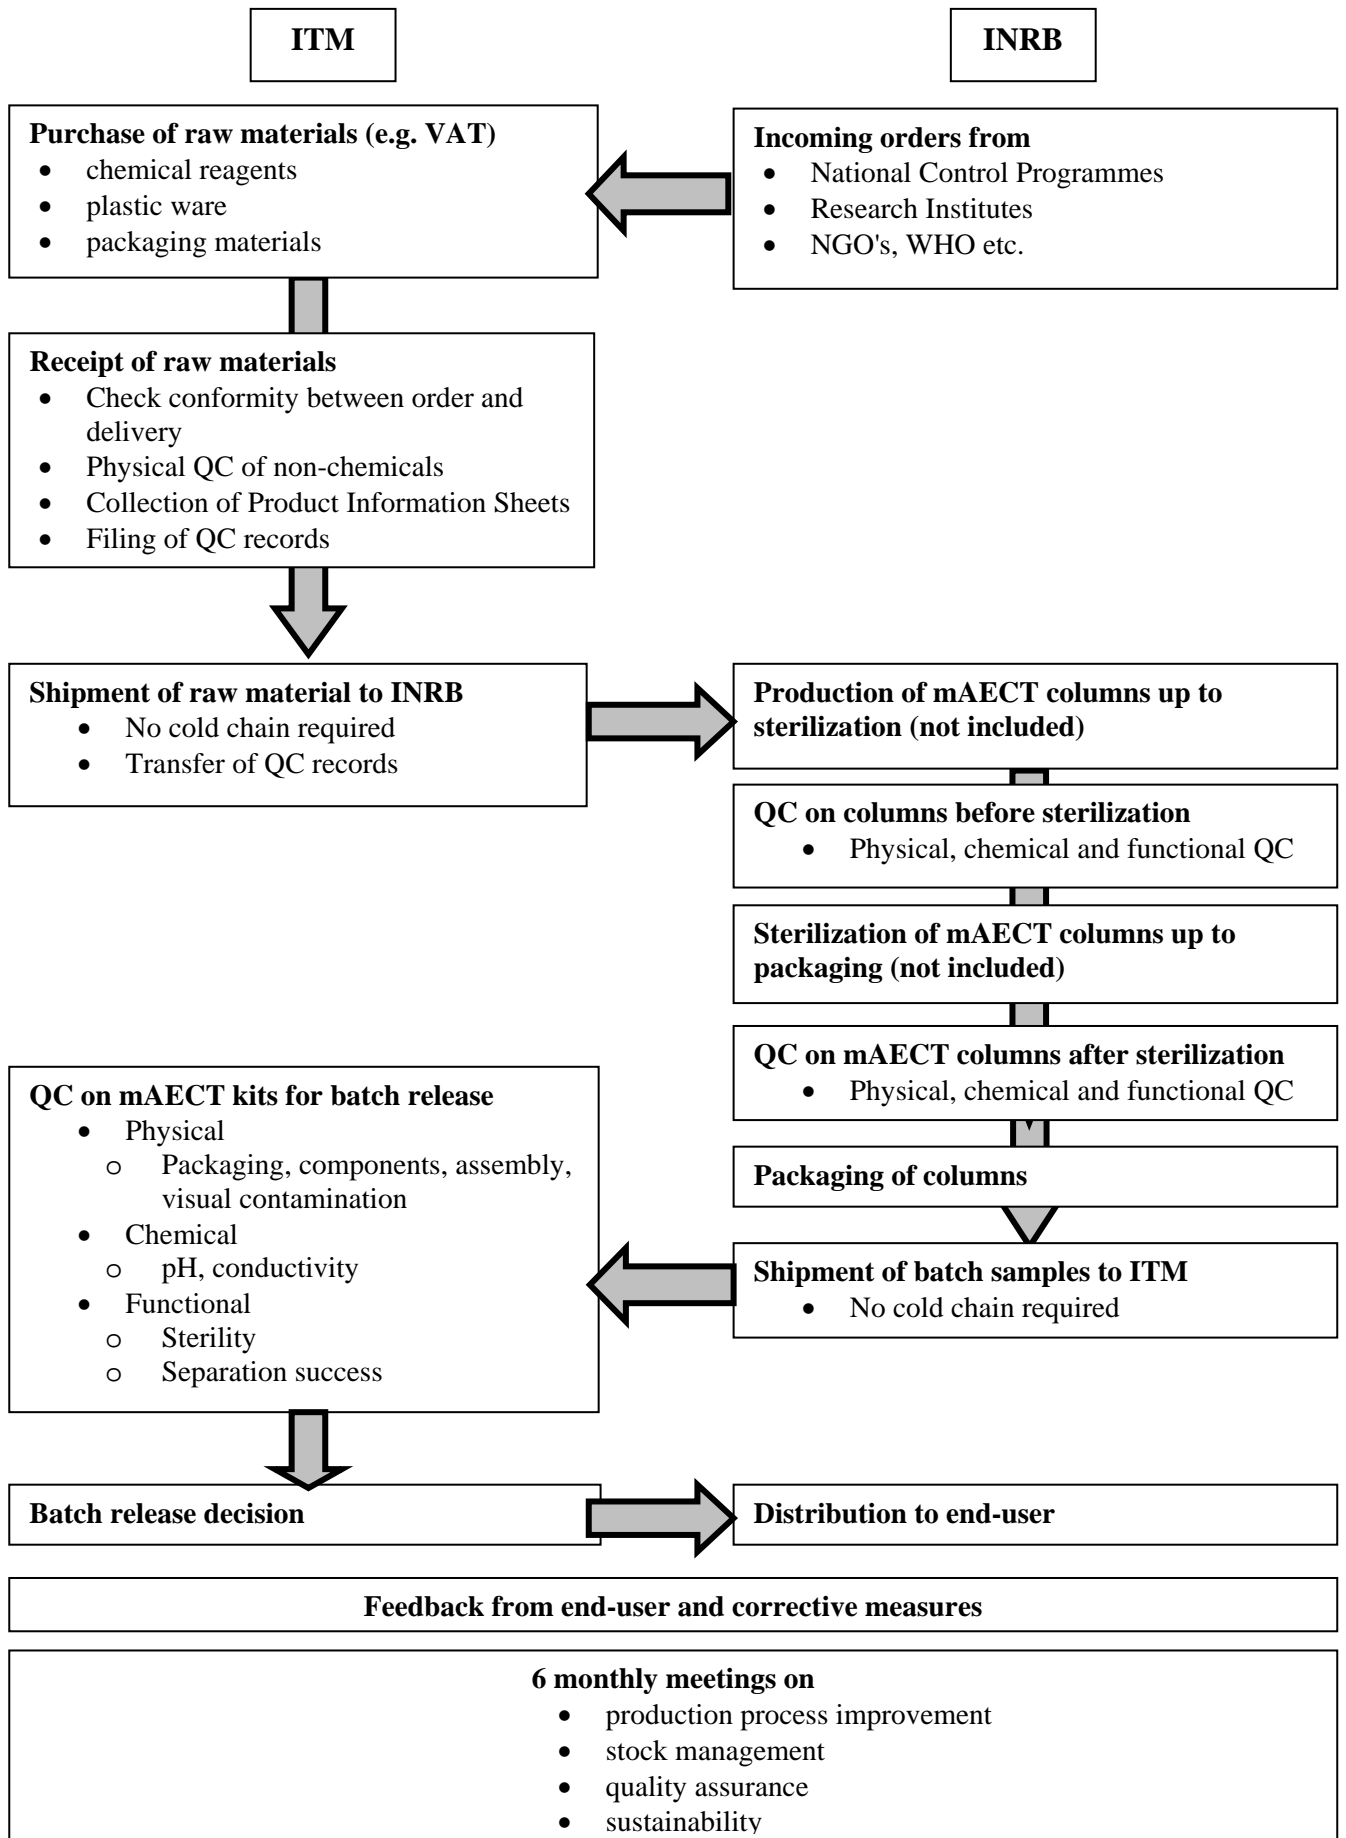 ITM
INRB
Purchase of raw materials (e.g. VAT)
• chemical reagents
• plastic ware
• packaging materials
Incoming orders from
• National Control Programmes
• Research Institutes
• NGO's, WHO etc.
Receipt of raw materials
• Check conformity between order and
delivery
• Physical QC of non-chemicals
• Collection of Product Information Sheets
• Filing of QC records
Shipment of raw material to INRB
• No cold chain required
• Transfer of QC records
Production of mAECT columns up to
sterilization (not included)
QC on columns before sterilization
• Physical, chemical and functional QC
Sterilization of mAECT columns up to
packaging (not included)
QC on mAECT columns after sterilization
• Physical, chemical and functional QC
Packaging of columns
Shipment of batch samples to ITM
• No cold chain required
QC on mAECT kits for batch release
• Physical
o Packaging, components, assembly,
visual contamination
• Chemical
o pH, conductivity
• Functional
o Sterility
o Separation success
Batch release decision
Distribution to end-user
Feedback from end-user and corrective measures
6 monthly meetings on
• production process improvement
• stock management
• quality assurance
• sustainability